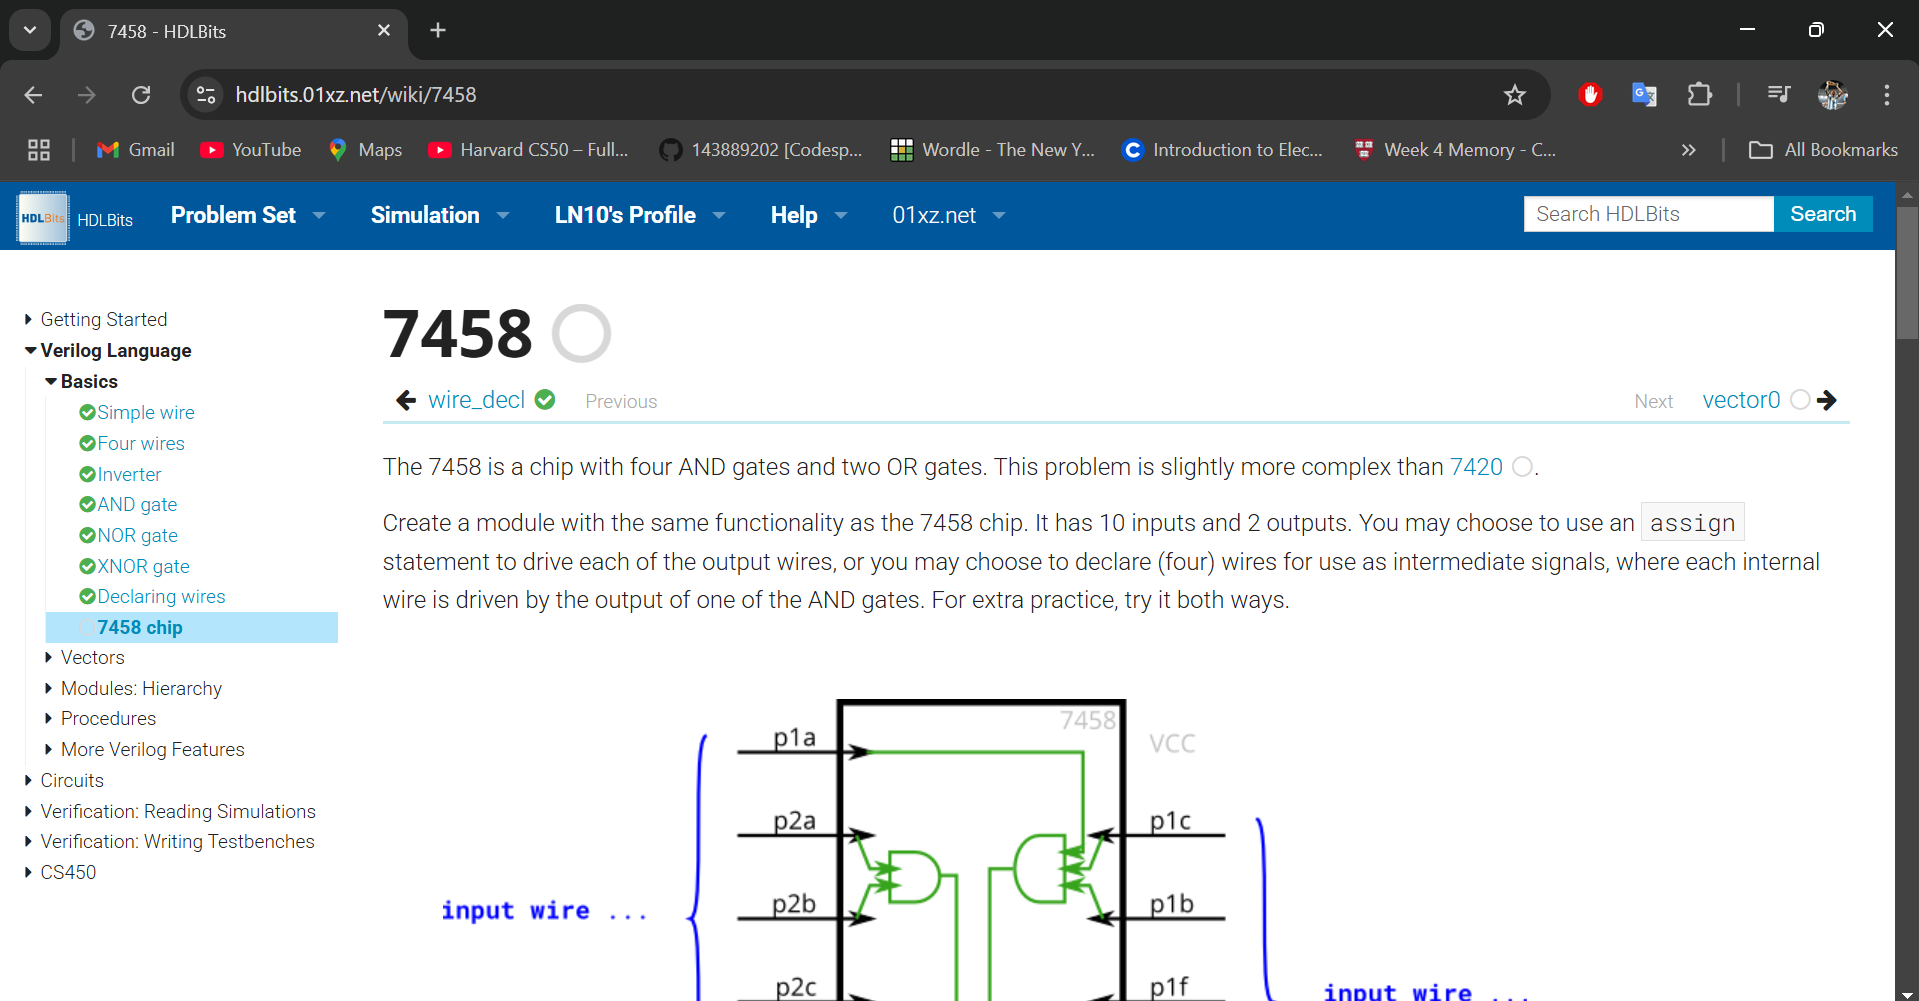 7458 - HDLBits
hdlbits.01xz.net/wiki/7458
Gmail
YouTube
Maps
Harvard CS50 – Full...
143889202 [Codesp...
Wordle - The New Y...
Introduction to Elec...
Week 4 Memory - C...
All Bookmarks
HDLBits
HDLBits
Problem Set
Simulation
LN10's Profile
Help
01xz.net
Search HDLBits
Search
Getting Started
Verilog Language
Basics
Simple wire
Four wires
Inverter
AND gate
NOR gate
XNOR gate
Declaring wires
7458 chip
Vectors
Modules: Hierarchy
Procedures
More Verilog Features
Circuits
Verification: Reading Simulations
Verification: Writing Testbenches
CS450
7458
wire_decl Previous
Next vector0
The 7458 is a chip with four AND gates and two OR gates. This problem is slightly more complex than 7420 .
Create a module with the same functionality as the 7458 chip. It has 10 inputs and 2 outputs. You may choose to use an assign
statement to drive each of the output wires, or you may choose to declare (four) wires for use as intermediate signals, where each internal
wire is driven by the output of one of the AND gates. For extra practice, try it both ways.
7458
p1a
VCC
p2a
p1c
p2b
p1b
input wire ...
p2c
p1f
input wire ...